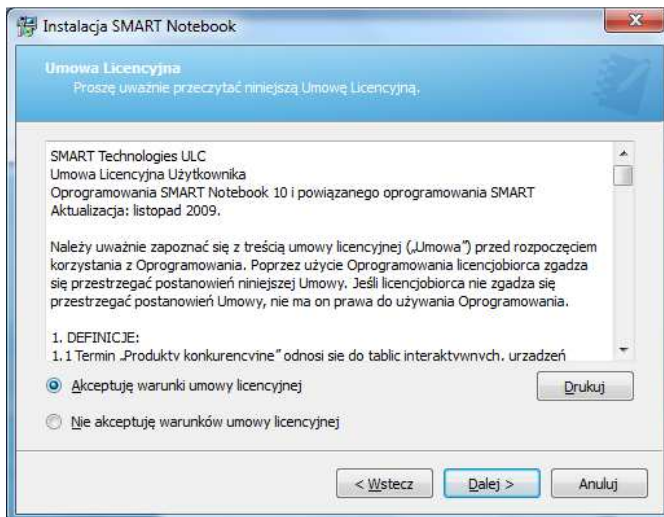 Instalacja SMART Notebook
Umowa Licencyjna
Proszę uważnie przeczytać niniejszą Umowę Licencyjną.
SMART Technologies ULC
Umowa Licencyjna Użytkownika
Oprogramowania SMART Notebook 10 i powiązanego oprogramowania SMART
Aktualizacja: listopad 2009.
Należy uważnie zapoznać się z treścią umowy licencyjnej („Umowa”) przed rozpoczęciem
korzystania z Oprogramowania. Poprzez użycie Oprogramowania licencjobiorca zgadza
się przestrzegać postanowień niniejszej Umowy. Jeśli licencjobiorca nie zgadza się
przestrzegać postanowień Umowy, nie ma on prawa do używania Oprogramowania.
1. DEFINICJE:
1.1 Termin „Produkty konkurencyjne” odnosi się do tablic interaktywnych, urządzeń
Akceptuję warunki umowy licencyjnej
Drukuj
Nie akceptuję warunków umowy licencyjnej
< Wstecz
Dalej >
Anuluj